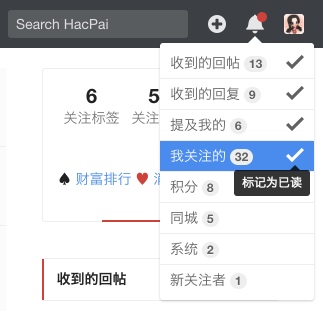 Search HacPai
收到的回帖 13
收到的回复 9
提及我的 6
我关注的 32
标记为已读
积分 8
同城 5
系统 2
新关注者 1
6
5
关注标签
关注
财富排行
收到的回帖